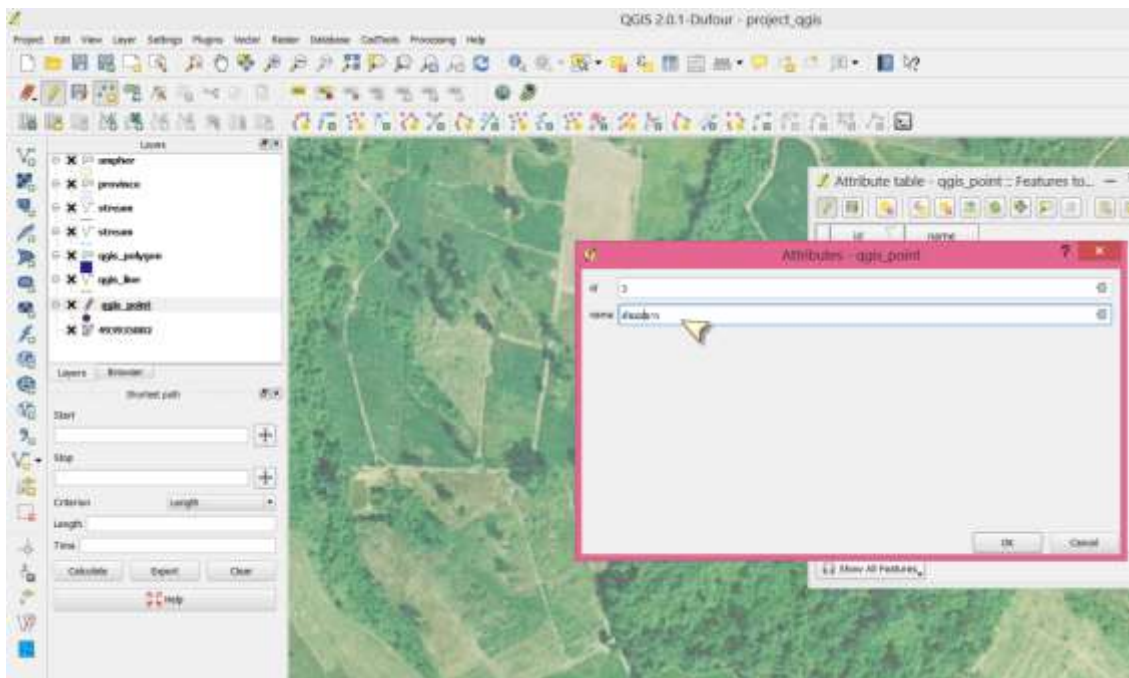 QGIS 2.0.1-Dufour - project_qgis
Project Edit View Layer Settings Plugins Vector Raster Database CadTools Processing Help
Layers
amphor
province
stream
stream
qgis_polygon
qgis_line
qgis_point
Layers Browser
Shortest path
Start
Stop
Criterion Length
Length
Time
Calculate Export Clear
Help
Attribute table - qgis_point :: Features to...
id name
Attributes - qgis_point
id 3
name
OK Cancel
Show All Features